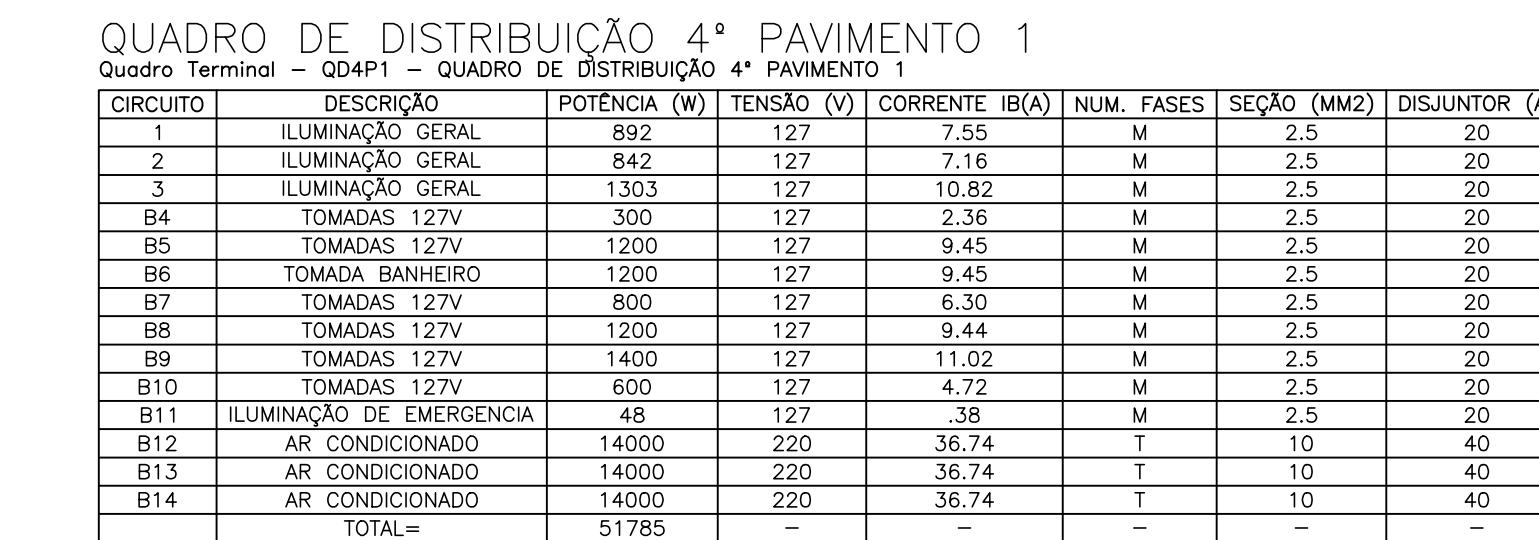 QUADRO DE DISTRIBUIÇÃO 4º PAVIMENTO 1
Quadro Terminal – QD4P1 – QUADRO DE DISTRIBUIÇÃO 4º PAVIMENTO 1
CIRCUITO DESCRIÇÃO POTÊNCIA (W) TENSÃO (V) CORRENTE IB(A) NUM. FASES SEÇÃO (MM2) DISJUNTOR (A
1 ILUMINAÇÃO GERAL 892 127 7.55 M 2.5 20
2 ILUMINAÇÃO GERAL 842 127 7.16 M 2.5 20
3 ILUMINAÇÃO GERAL 1303 127 10.82 M 2.5 20
B4 TOMADAS 127V 300 127 2.36 M 2.5 20
B5 TOMADAS 127V 1200 127 9.45 M 2.5 20
B6 TOMADA BANHEIRO 1200 127 9.45 M 2.5 20
B7 TOMADAS 127V 800 127 6.30 M 2.5 20
B8 TOMADAS 127V 1200 127 9.44 M 2.5 20
B9 TOMADAS 127V 1400 127 11.02 M 2.5 20
B10 TOMADAS 127V 600 127 4.72 M 2.5 20
B11 ILUMINAÇÃO DE EMERGENCIA 48 127 .38 M 2.5 20
B12 AR CONDICIONADO 14000 220 36.74 T 10 40
B13 AR CONDICIONADO 14000 220 36.74 T 10 40
B14 AR CONDICIONADO 14000 220 36.74 T 10 40
TOTAL= 51785 – – – – –